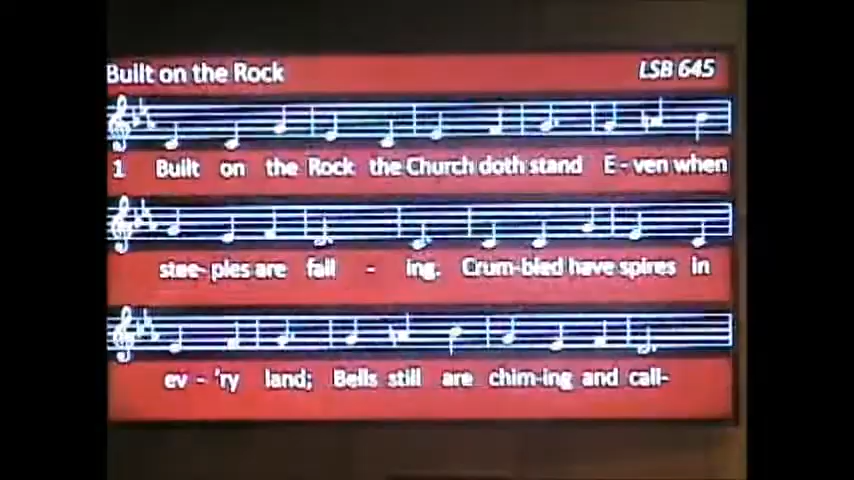 Built on the Rock LSB 645
1 Built on the Rock the Church doth stand E - ven when
stee- ples are fall - ing. Crum-bled have spires in
ev - 'ry land; Bells still are chim-ing and call-